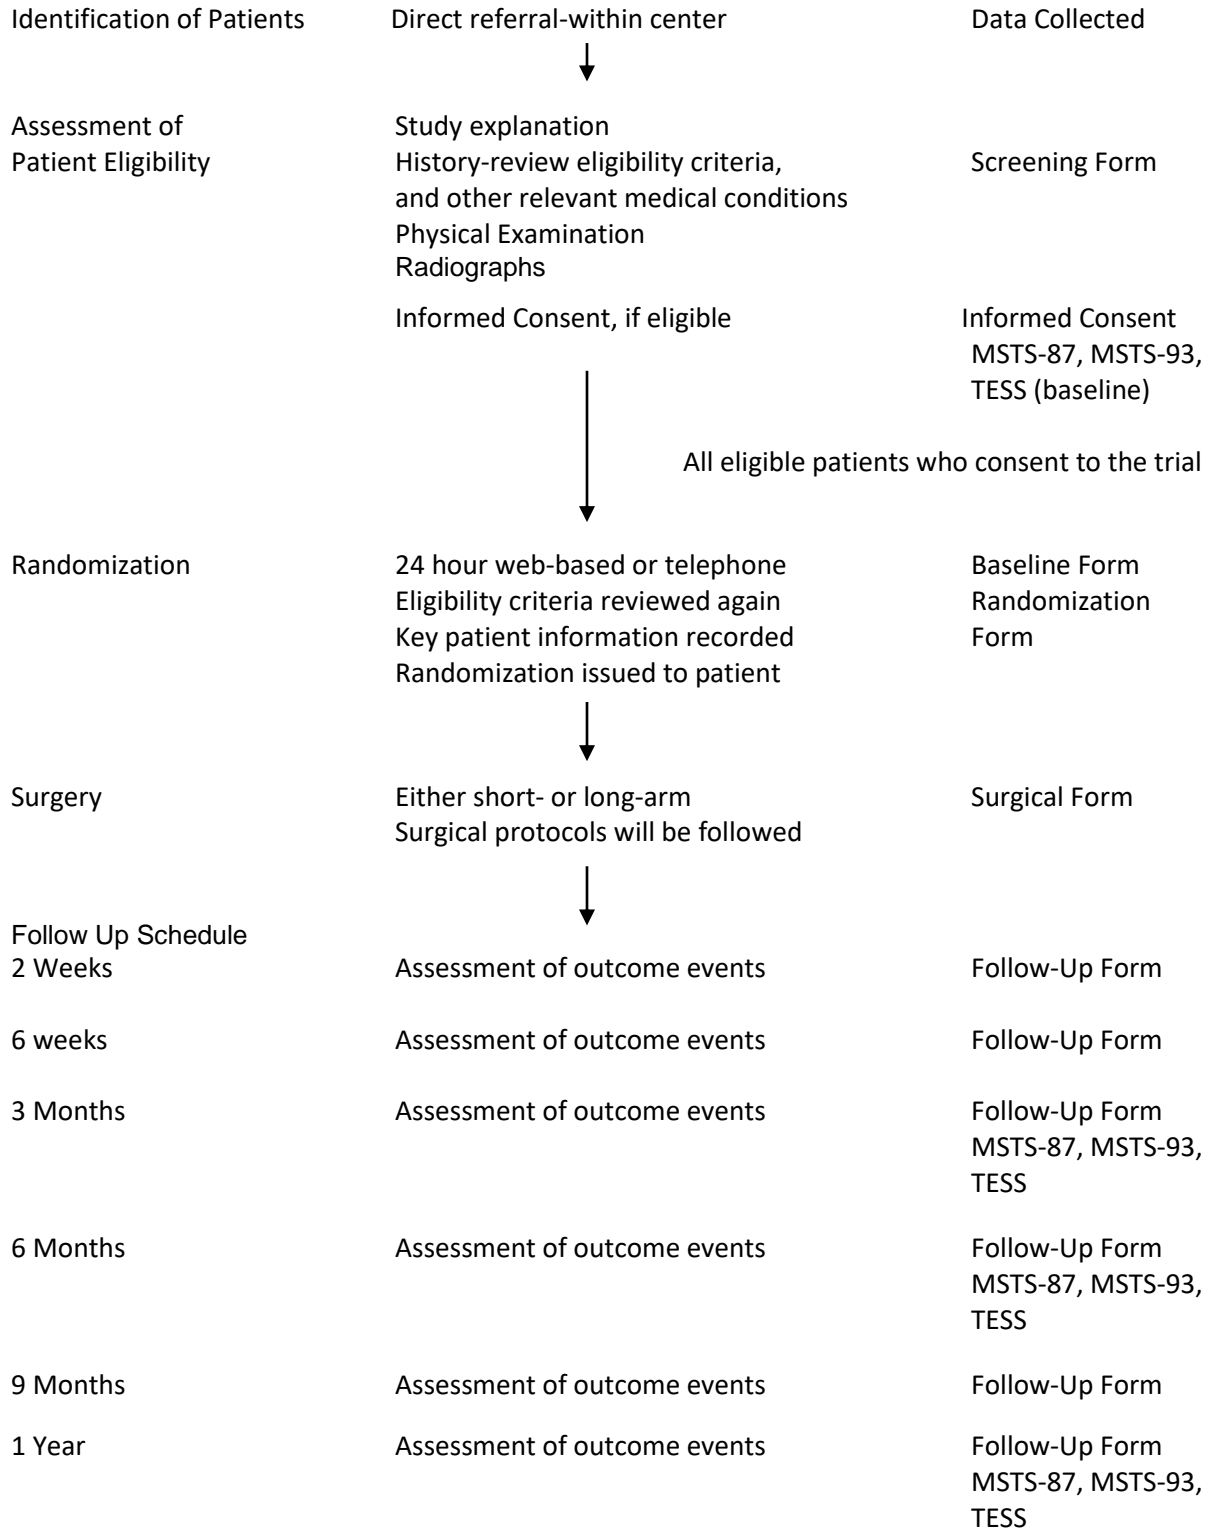 Identification of Patients Direct referral-within center Data Collected
Assessment of Study explanation
Patient Eligibility History-review eligibility criteria, Screening Form
and other relevant medical conditions
Physical Examination
Radiographs
Informed Consent, if eligible Informed Consent
MSTS-87, MSTS-93,
TESS (baseline)
All eligible patients who consent to the trial
Randomization 24 hour web-based or telephone Baseline Form
Eligibility criteria reviewed again Randomization
Key patient information recorded Form
Randomization issued to patient
Surgery Either short- or long-arm Surgical Form
Surgical protocols will be followed
Follow Up Schedule
2 Weeks Assessment of outcome events Follow-Up Form
6 weeks Assessment of outcome events Follow-Up Form
3 Months Assessment of outcome events Follow-Up Form
MSTS-87, MSTS-93,
TESS
6 Months Assessment of outcome events Follow-Up Form
MSTS-87, MSTS-93,
TESS
9 Months Assessment of outcome events Follow-Up Form
1 Year Assessment of outcome events Follow-Up Form
MSTS-87, MSTS-93,
TESS